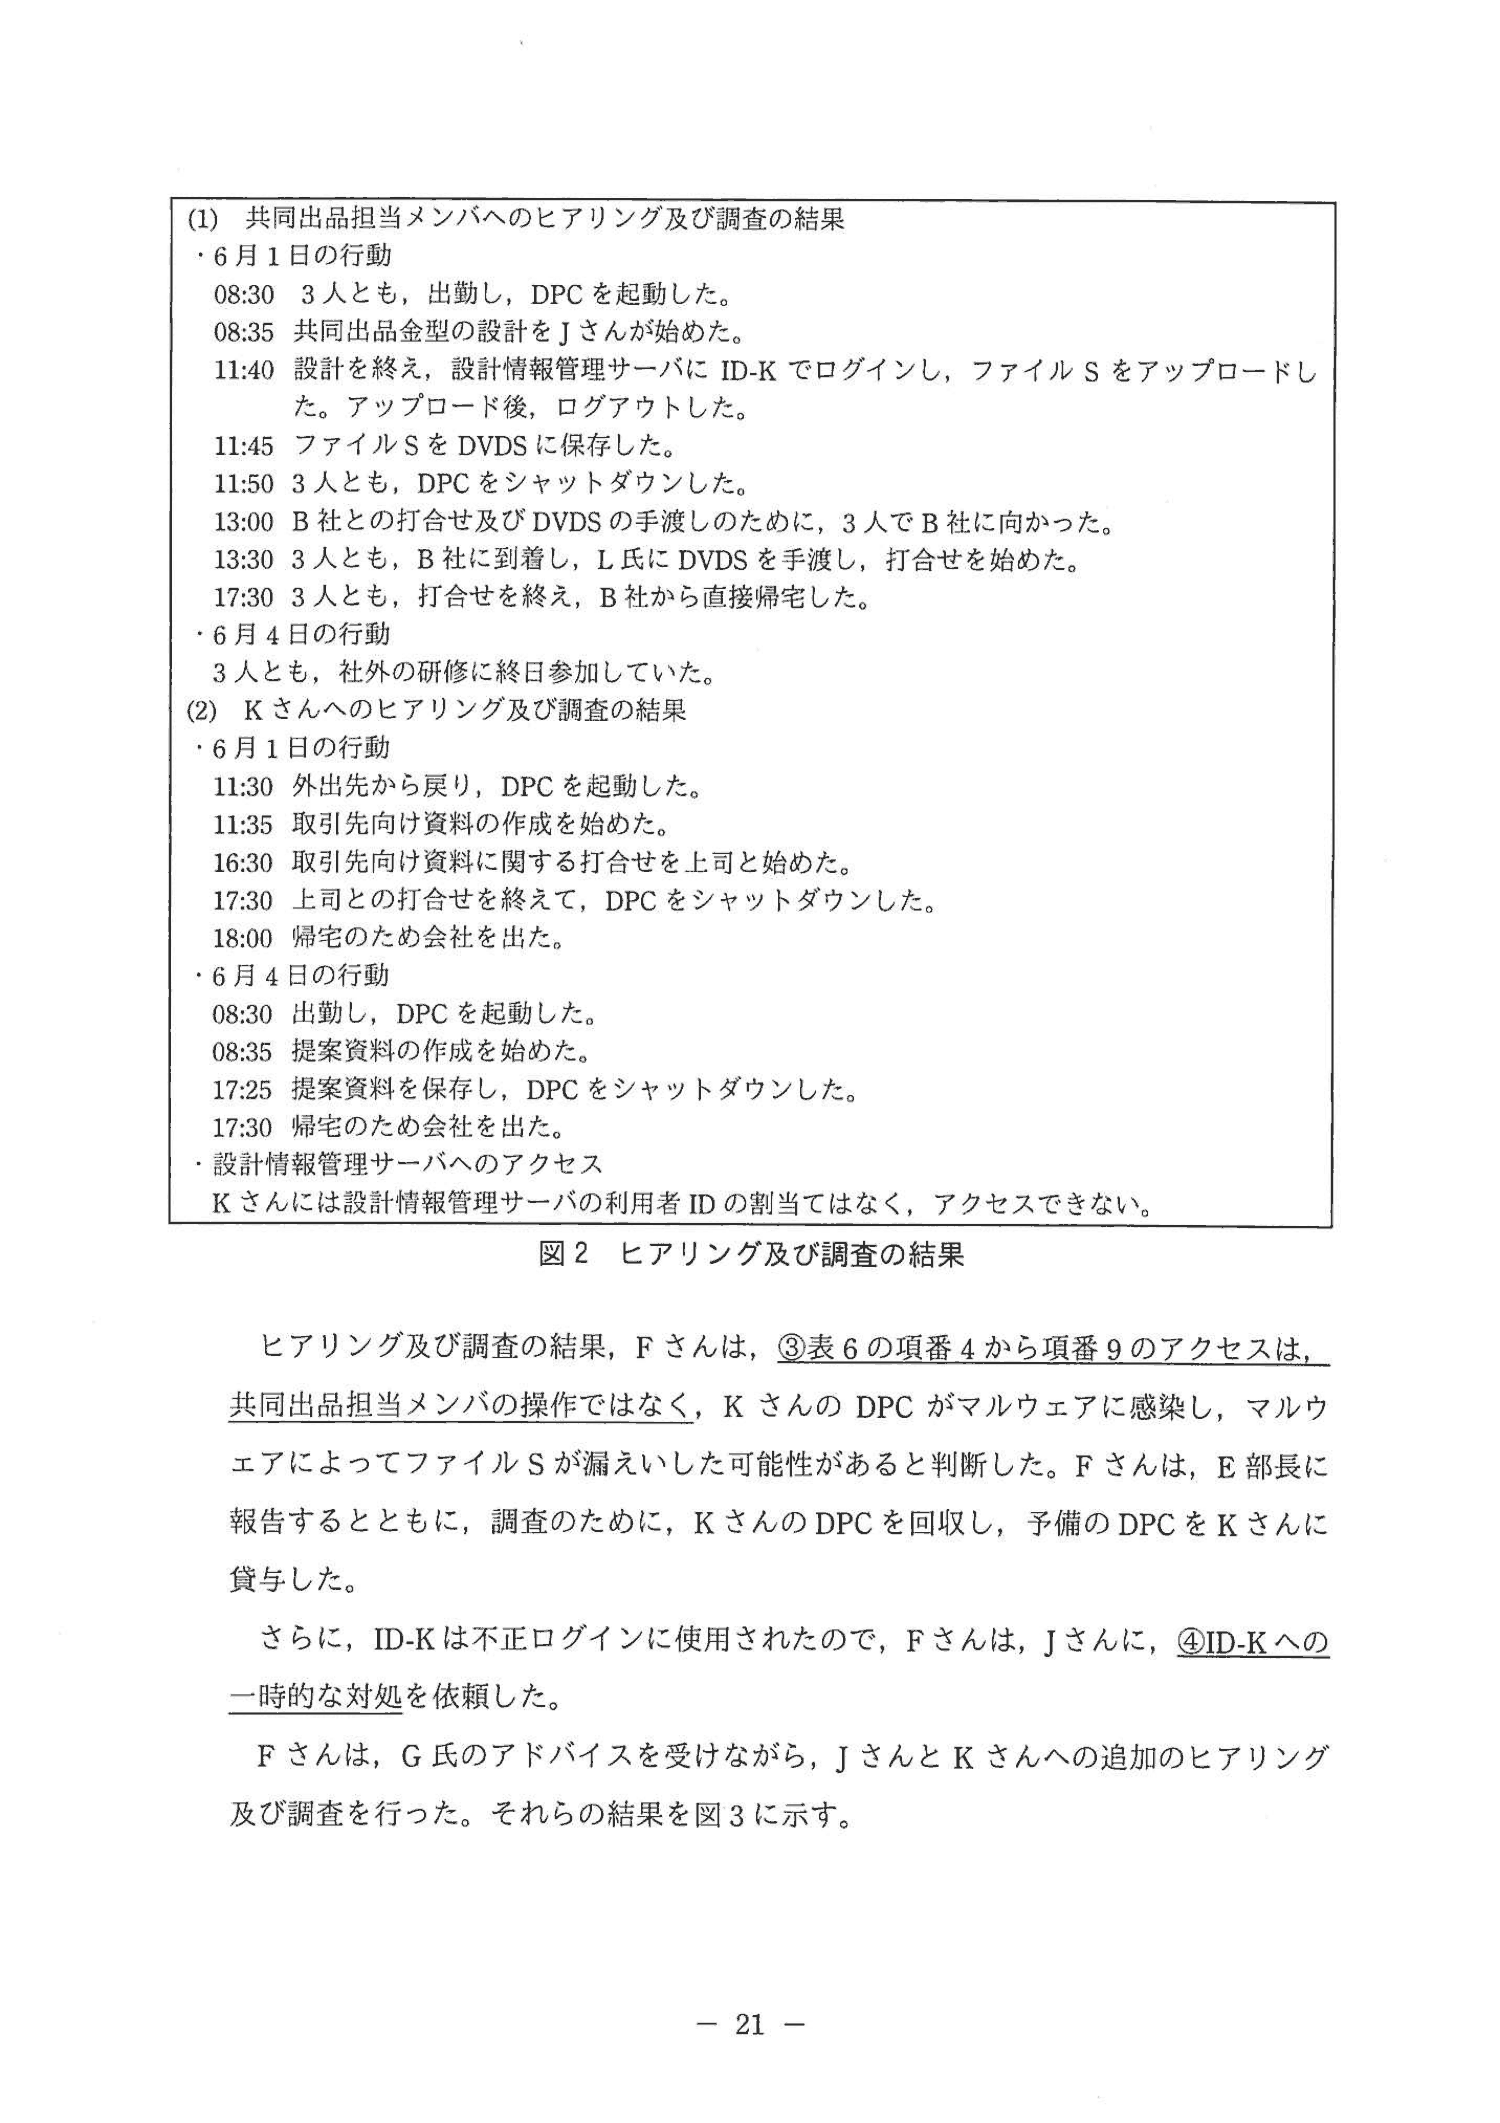 (1) 共同出品担当メンバへのヒアリング及び調査の結果
・6月1日の行動
08:30 3人とも，出勤し，DPCを起動した。
08:35 共同出品金型の設計をJさんが始めた。
11:40 設計を終え，設計情報管理サーバに ID-K でログインし，ファイル S をアップロードし
た。アップロード後，ログアウトした。
11:45 ファイルSをDVDSに保存した。
11:50 3人とも，DPCをシャットダウンした。
13:00 B社との打合せ及びDVDSの手渡しのために，3人でB社に向かった。
13:30 3人とも，B社に到着し，L氏にDVDSを手渡し，打合せを始めた。
17:30 3人とも，打合せを終え，B社から直接帰宅した。
・6月4日の行動
3人とも，社外の研修に終日参加していた。
(2) Kさんへのヒアリング及び調査の結果
・6月1日の行動
11:30 外出先から戻り，DPCを起動した。
11:35 取引先向け資料の作成を始めた。
16:30 取引先向け資料に関する打合せを上司と始めた。
17:30 上司との打合せを終えて，DPCをシャットダウンした。
18:00 帰宅のため会社を出た。
・6月4日の行動
08:30 出勤し，DPCを起動した。
08:35 提案資料の作成を始めた。
17:25 提案資料を保存し，DPCをシャットダウンした。
17:30 帰宅のため会社を出た。
・設計情報管理サーバへのアクセス
Kさんには設計情報管理サーバの利用者IDの割当てはなく，アクセスできない。
図2 ヒアリング及び調査の結果
ヒアリング及び調査の結果，Fさんは，③表6の項番4から項番9のアクセスは，
共同出品担当メンバの操作ではなく，K さんの DPC がマルウェアに感染し，マルウ
ェアによってファイルSが漏えいした可能性があると判断した。Fさんは，E部長に
報告するとともに，調査のために，KさんのDPCを回収し，予備のDPCをKさんに
貸与した。
さらに，ID-Kは不正ログインに使用されたので，Fさんは，Jさんに，④ID-Kへの
一時的な対処を依頼した。
Fさんは，G氏のアドバイスを受けながら，JさんとKさんへの追加のヒアリング
及び調査を行った。それらの結果を図3に示す。
－ 21 －